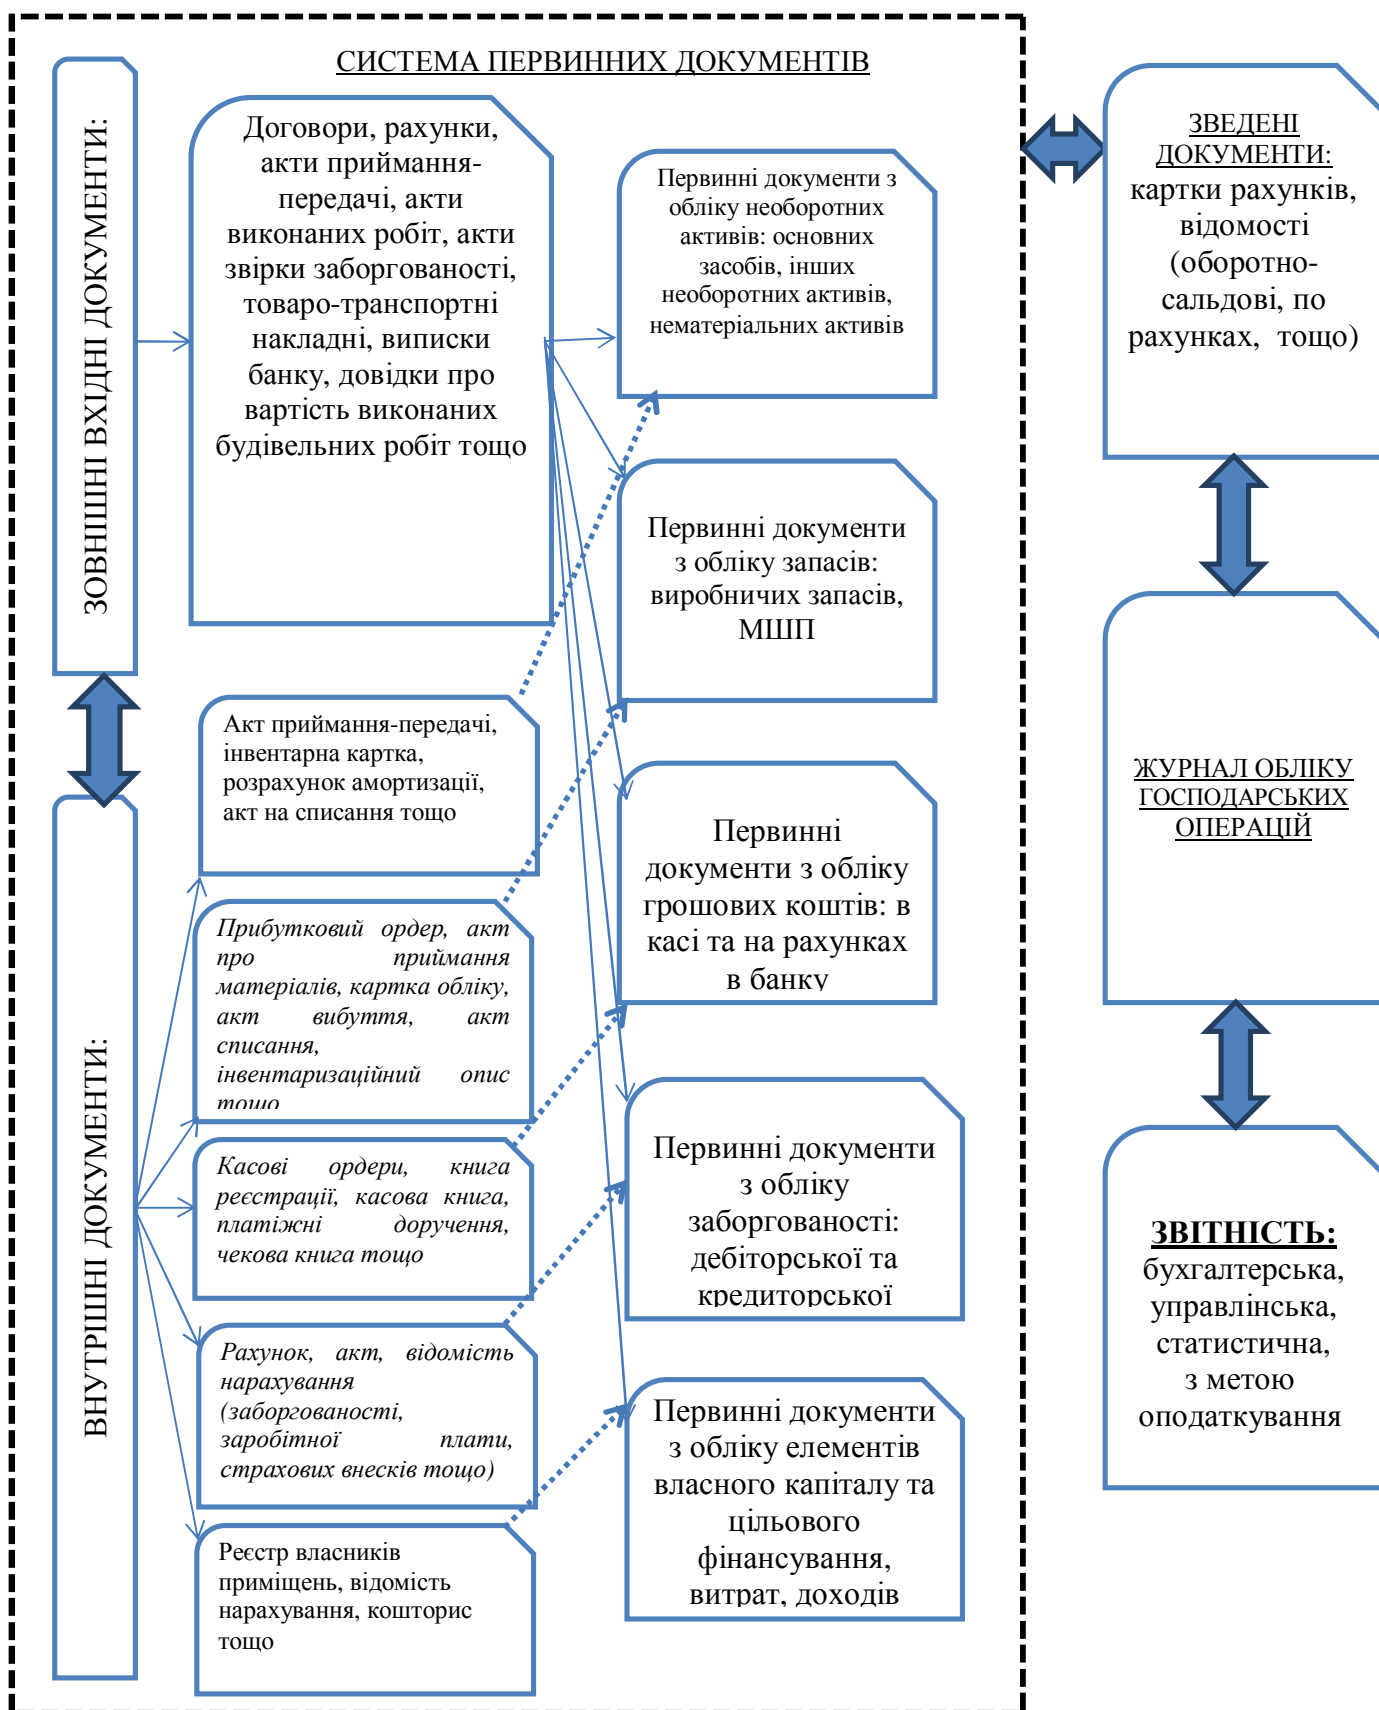 СИСТЕМА ПЕРВИННИХ ДОКУМЕНТІВ
ЗОВНІШНІ ВХІДНІ ДОКУМЕНТИ:
Договори, рахунки,
акти приймання-
передачі, акти
виконаних робіт, акти
звірки заборгованості,
товаро-транспортні
накладні, виписки
банку, довідки про
вартість виконаних
будівельних робіт тощо
ВНУТРІШНІ ДОКУМЕНТИ:
Акт приймання-передачі,
інвентарна картка,
розрахунок амортизації,
акт на списання тощо
Прибутковий ордер, акт
про приймання
матеріалів, картка обліку,
акт вибуття, акт
списання,
інвентаризаційний опис
тощо
Касові ордери, книга
реєстрації, касова книга,
платіжні доручення,
чекова книга тощо
Рахунок, акт, відомість
нарахування
(заборгованості,
заробітної плати,
страхових внесків тощо)
Реєстр власників
приміщень, відомість
нарахування, кошторис
тощо
Первинні документи з
обліку необоротних
активів: основних
засобів, інших
необоротних активів,
нематеріальних активів
Первинні документи
з обліку запасів:
виробничих запасів,
МШП
Первинні
документи з обліку
грошових коштів: в
касі та на рахунках
в банку
Первинні документи
з обліку
заборгованості:
дебіторської та
кредиторської
Первинні документи
з обліку елементів
власного капіталу та
цільового
фінансування,
витрат, доходів
ЗВЕДЕНІ
ДОКУМЕНТИ:
картки рахунків,
відомості
(оборотно-
сальдові, по
рахунках, тощо)
ЖУРНАЛ ОБЛІКУ
ГОСПОДАРСЬКИХ
ОПЕРАЦІЙ
ЗВІТНІСТЬ:
бухгалтерська,
управлінська,
статистична,
з метою
оподаткування